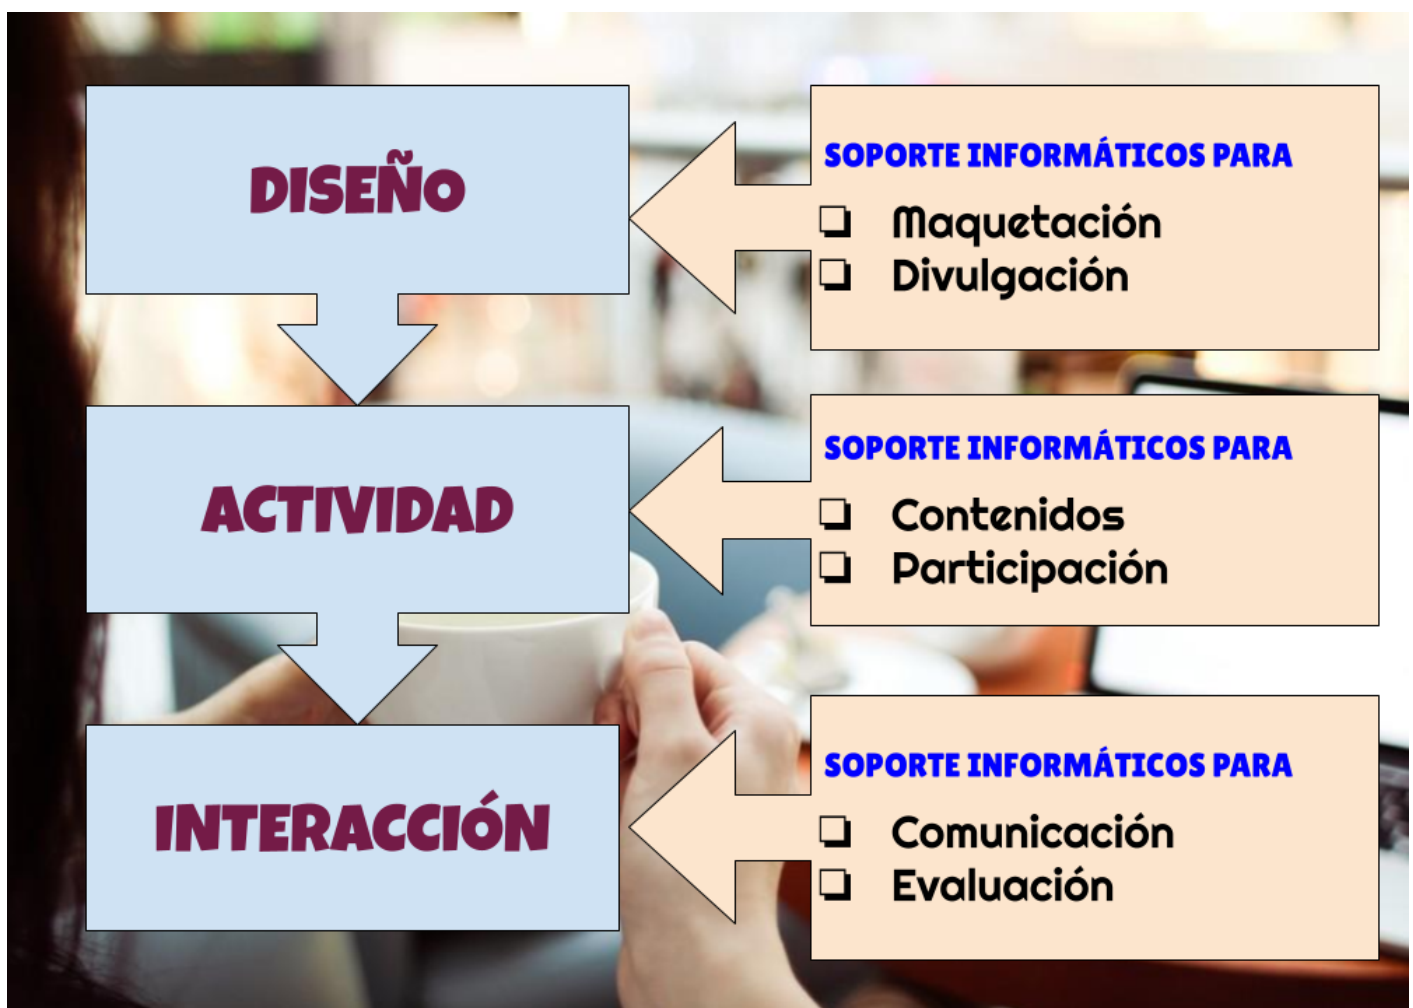 DISEÑO
SOPORTE INFORMÁTICOS PARA
❏ Maquetación
❏ Divulgación
ACTIVIDAD
SOPORTE INFORMÁTICOS PARA
❏ Contenidos
❏ Participación
INTERACCIÓN
SOPORTE INFORMÁTICOS PARA
❏ Comunicación
❏ Evaluación